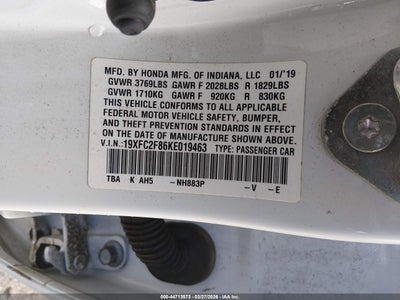 MFD. BY HONDA MFG. OF INDIANA, LLC 01/'19
GVWR 3769LBS GAWR F 2028LBS R 1829LBS
GVWR 1710KG GAWR F 920KG R 830KG
THIS VEHICLE CONFORMS TO ALL APPLICABLE
FEDERAL MOTOR VEHICLE SAFETY, BUMPER,
AND THEFT PREVENTION STANDARDS IN EFFECT
ON THE DATE OF MANUFACTURE SHOWN ABOVE.
V.I.N.:19XFC2F86KE019463 TYPE: PASSENGER CAR
TBA K AH5 -NH883P -V -E
000-44713573 | 03/27/2026 | © IAA Inc.